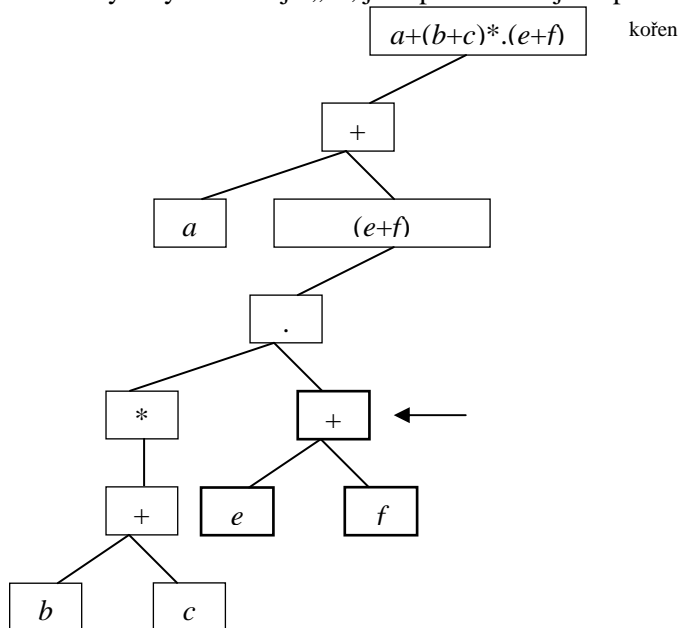 a+(b+c)*.(e+f) kořen
+
a (e+f)
.
* +
+ e f
b c